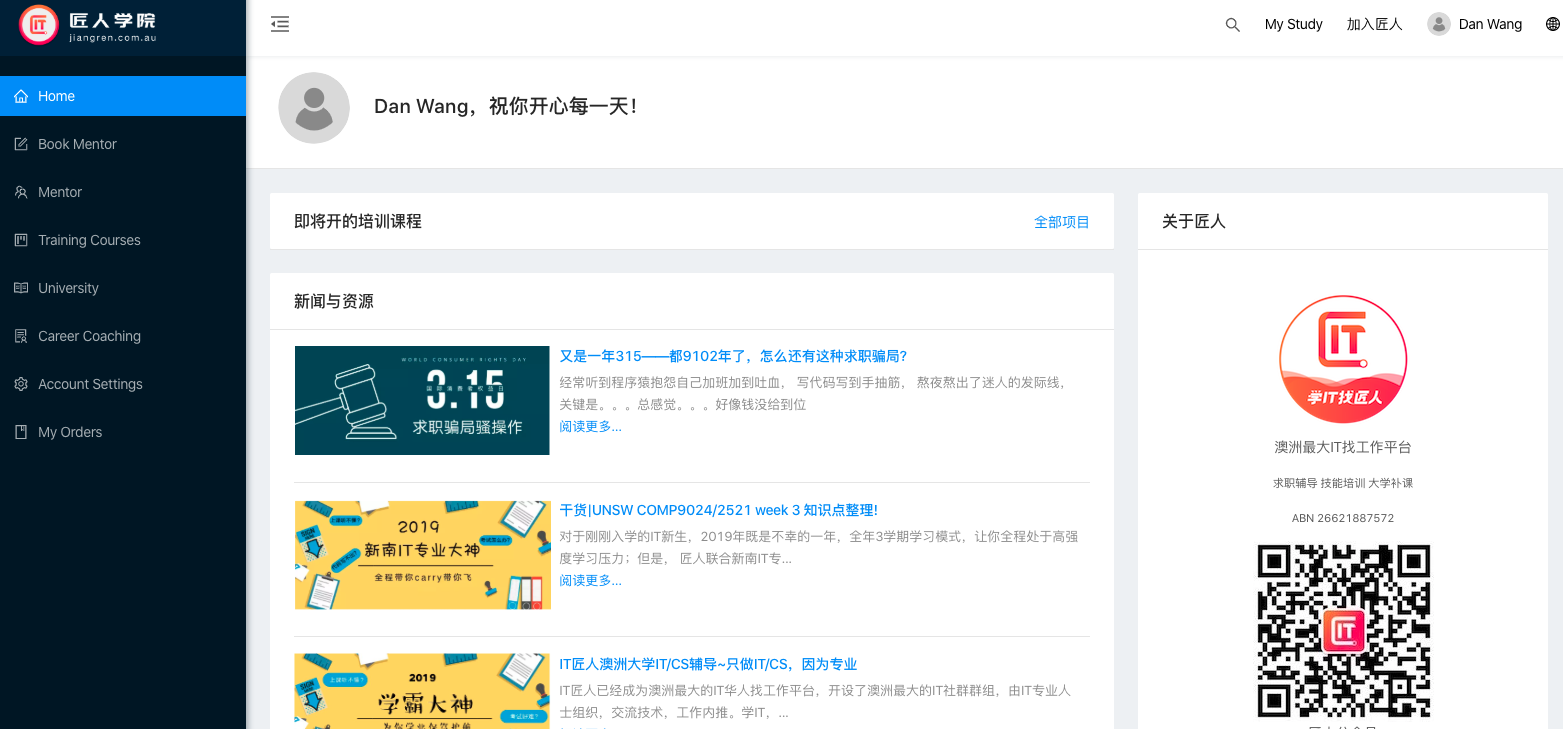 匠人学院
jiangren.com.au
My Study
加入匠人
Dan Wang
Home
Book Mentor
Mentor
Training Courses
University
Career Coaching
Account Settings
My Orders
Dan Wang，祝你开心每一天！
即将开的培训课程
全部项目
新闻与资源
WORLD CONSUMER RIGHTS DAY
3.15
国际消费者权益日
求职骗局骚操作
又是一年315——都9102年了，怎么还有这种求职骗局?
经常听到程序猿抱怨自己加班加到吐血， 写代码写到手抽筋， 熬夜熬出了迷人的发际线，
关键是。。。总感觉。。。好像钱没给到位
阅读更多...
2019
新南IT专业大神
全程带你carry带你飞
干货|UNSW COMP9024/2521 week 3 知识点整理!
对于刚刚入学的IT新生，2019年既是不幸的一年，全年3学期学习模式，让你全程处于高强
度学习压力；但是， 匠人联合新南IT专...
阅读更多...
2019
学霸大神
IT匠人澳洲大学IT/CS辅导~只做IT/CS，因为专业
IT匠人已经成为澳洲最大的IT华人找工作平台，开设了澳洲最大的IT社群群组，由IT专业人
士组织，交流技术，工作内推。学IT，...
关于匠人
IT
学IT找匠人
澳洲最大IT找工作平台
求职辅导 技能培训 大学补课
ABN 26621887572
IT